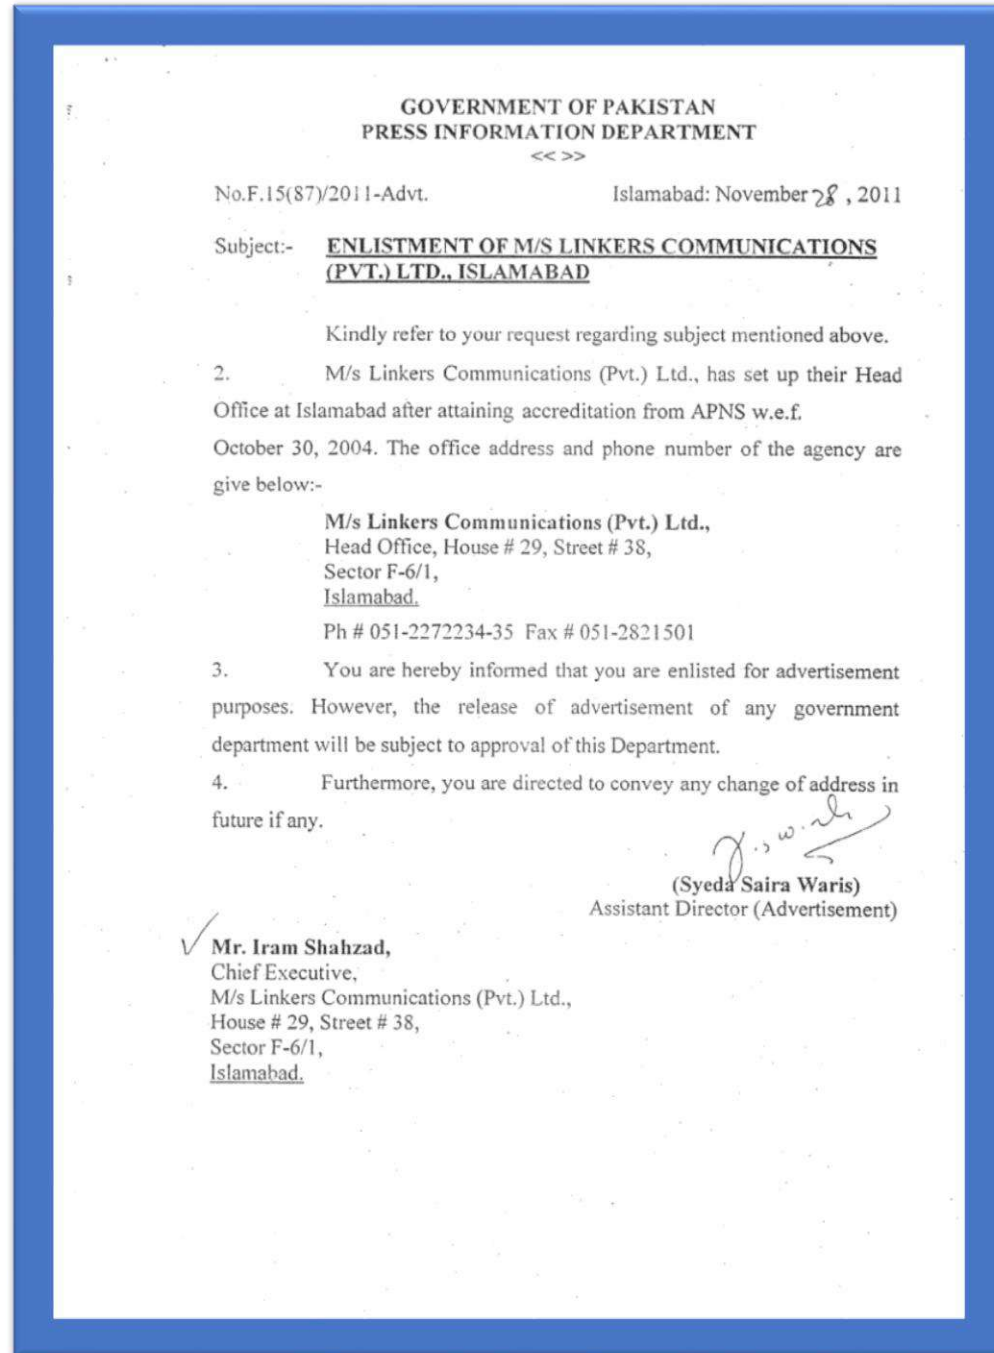 GOVERNMENT OF PAKISTAN
PRESS INFORMATION DEPARTMENT
<< >>
No.F.15(87)/2011-Advt. Islamabad: November 28, 2011
Subject:- ENLISTMENT OF M/S LINKERS COMMUNICATIONS
(PVT.) LTD., ISLAMABAD
Kindly refer to your request regarding subject mentioned above.
2. M/s Linkers Communications (Pvt.) Ltd., has set up their Head
Office at Islamabad after attaining accreditation from APNS w.e.f.
October 30, 2004. The office address and phone number of the agency are
give below:-
M/s Linkers Communications (Pvt.) Ltd.,
Head Office, House # 29, Street # 38,
Sector F-6/1,
Islamabad.
Ph # 051-2272234-35 Fax # 051-2821501
3. You are hereby informed that you are enlisted for advertisement
purposes. However, the release of advertisement of any government
department will be subject to approval of this Department.
4. Furthermore, you are directed to convey any change of address in
future if any.
(Syeda Saira Waris)
Assistant Director (Advertisement)
Mr. Iram Shahzad,
Chief Executive,
M/s Linkers Communications (Pvt.) Ltd.,
House # 29, Street # 38,
Sector F-6/1,
Islamabad.